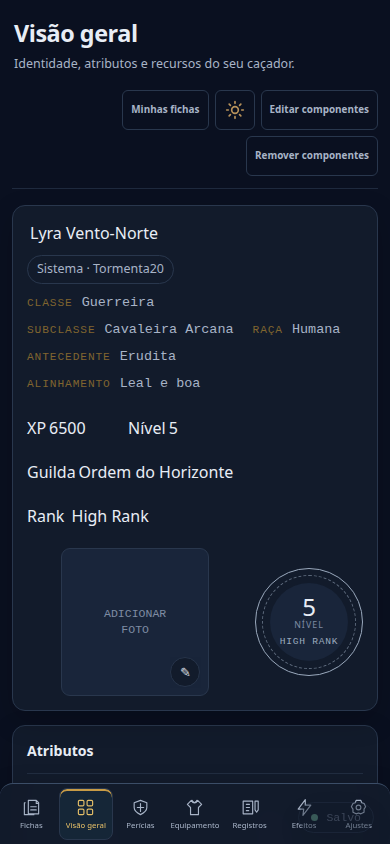 Visão geral
Identidade, atributos e recursos do seu caçador.
Minhas fichas
Editar componentes
Remover componentes
Lyra Vento-Norte
Sistema · Tormenta20
CLASSE Guerreira
SUBCLASSE Cavaleira Arcana RAÇA Humana
ANTECEDENTE Erudita
ALINHAMENTO Leal e boa
XP 6500 Nível 5
Guilda Ordem do Horizonte
Rank High Rank
ADICIONAR
FOTO
5
NÍVEL
HIGH RANK
Atributos
Salvo
Fichas Visão geral Perícias Equipamento Registros Efeitos Ajustes